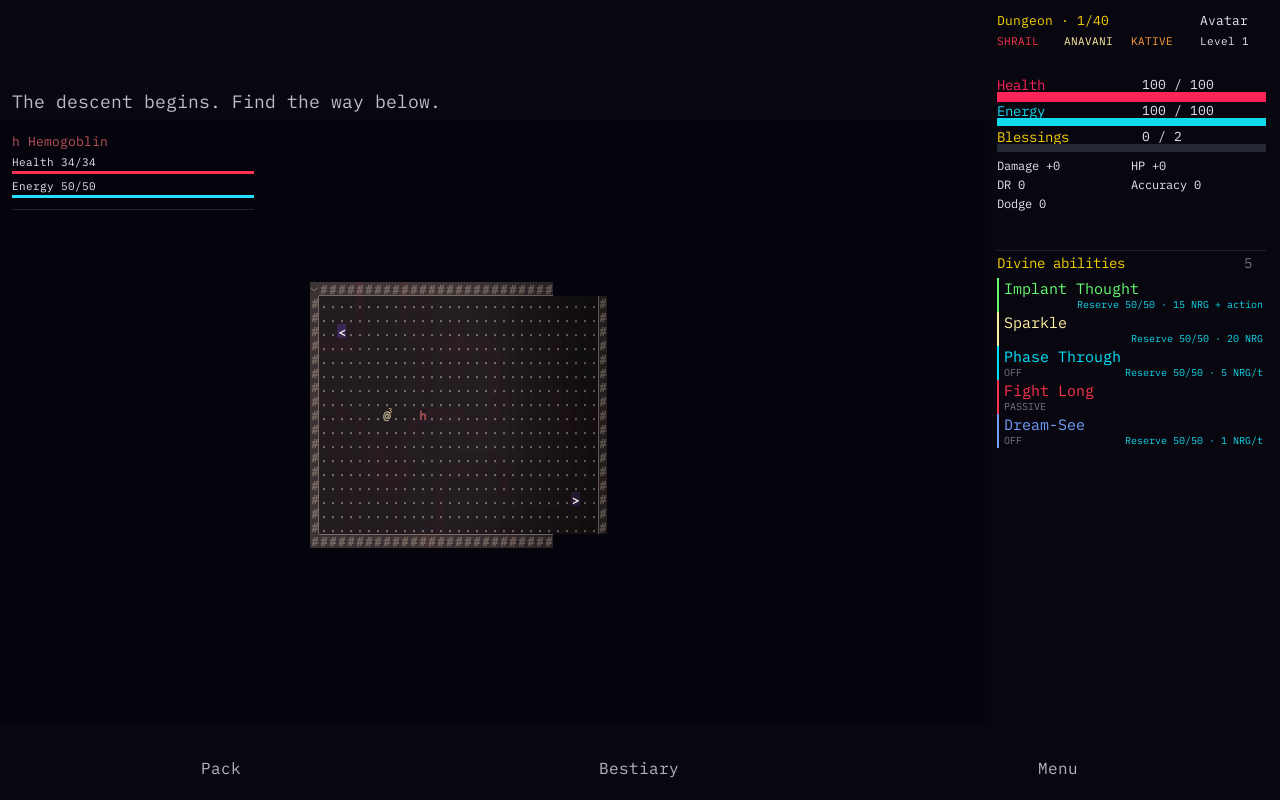 Dungeon · 1/40 Avatar
SHRAIL ANAVANI KATIVE Level 1
Health 100 / 100
Energy 100 / 100
Blessings 0 / 2
Damage +0 HP +0
DR 0 Accuracy 0
Dodge 0
Divine abilities 5
Implant Thought
Reserve 50/50 · 15 NRG + action
Sparkle
Reserve 50/50 · 20 NRG
Phase Through
OFF Reserve 50/50 · 5 NRG/t
Fight Long
PASSIVE
Dream-See
OFF Reserve 50/50 · 1 NRG/t
The descent begins. Find the way below.
h Hemogoblin
Health 34/34
Energy 50/50
<
@ h
>
Pack Bestiary Menu